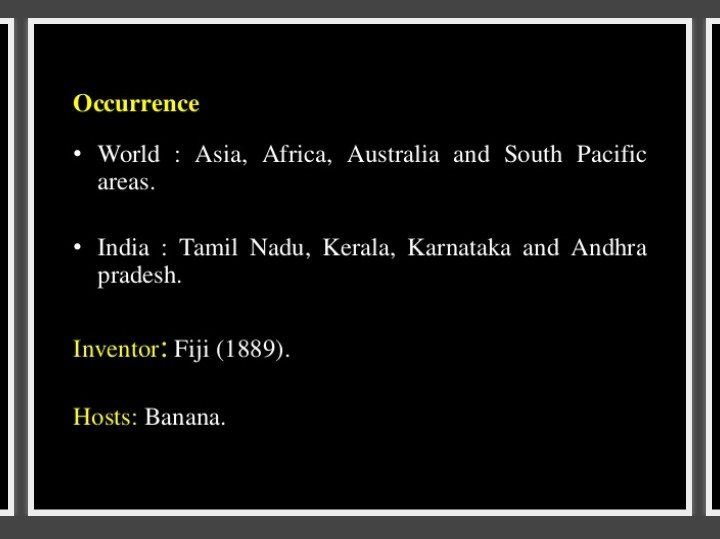 Occurrence
• World : Asia, Africa, Australia and South Pacific
areas.
• India : Tamil Nadu, Kerala, Karnataka and Andhra
pradesh.
Inventor: Fiji (1889).
Hosts: Banana.